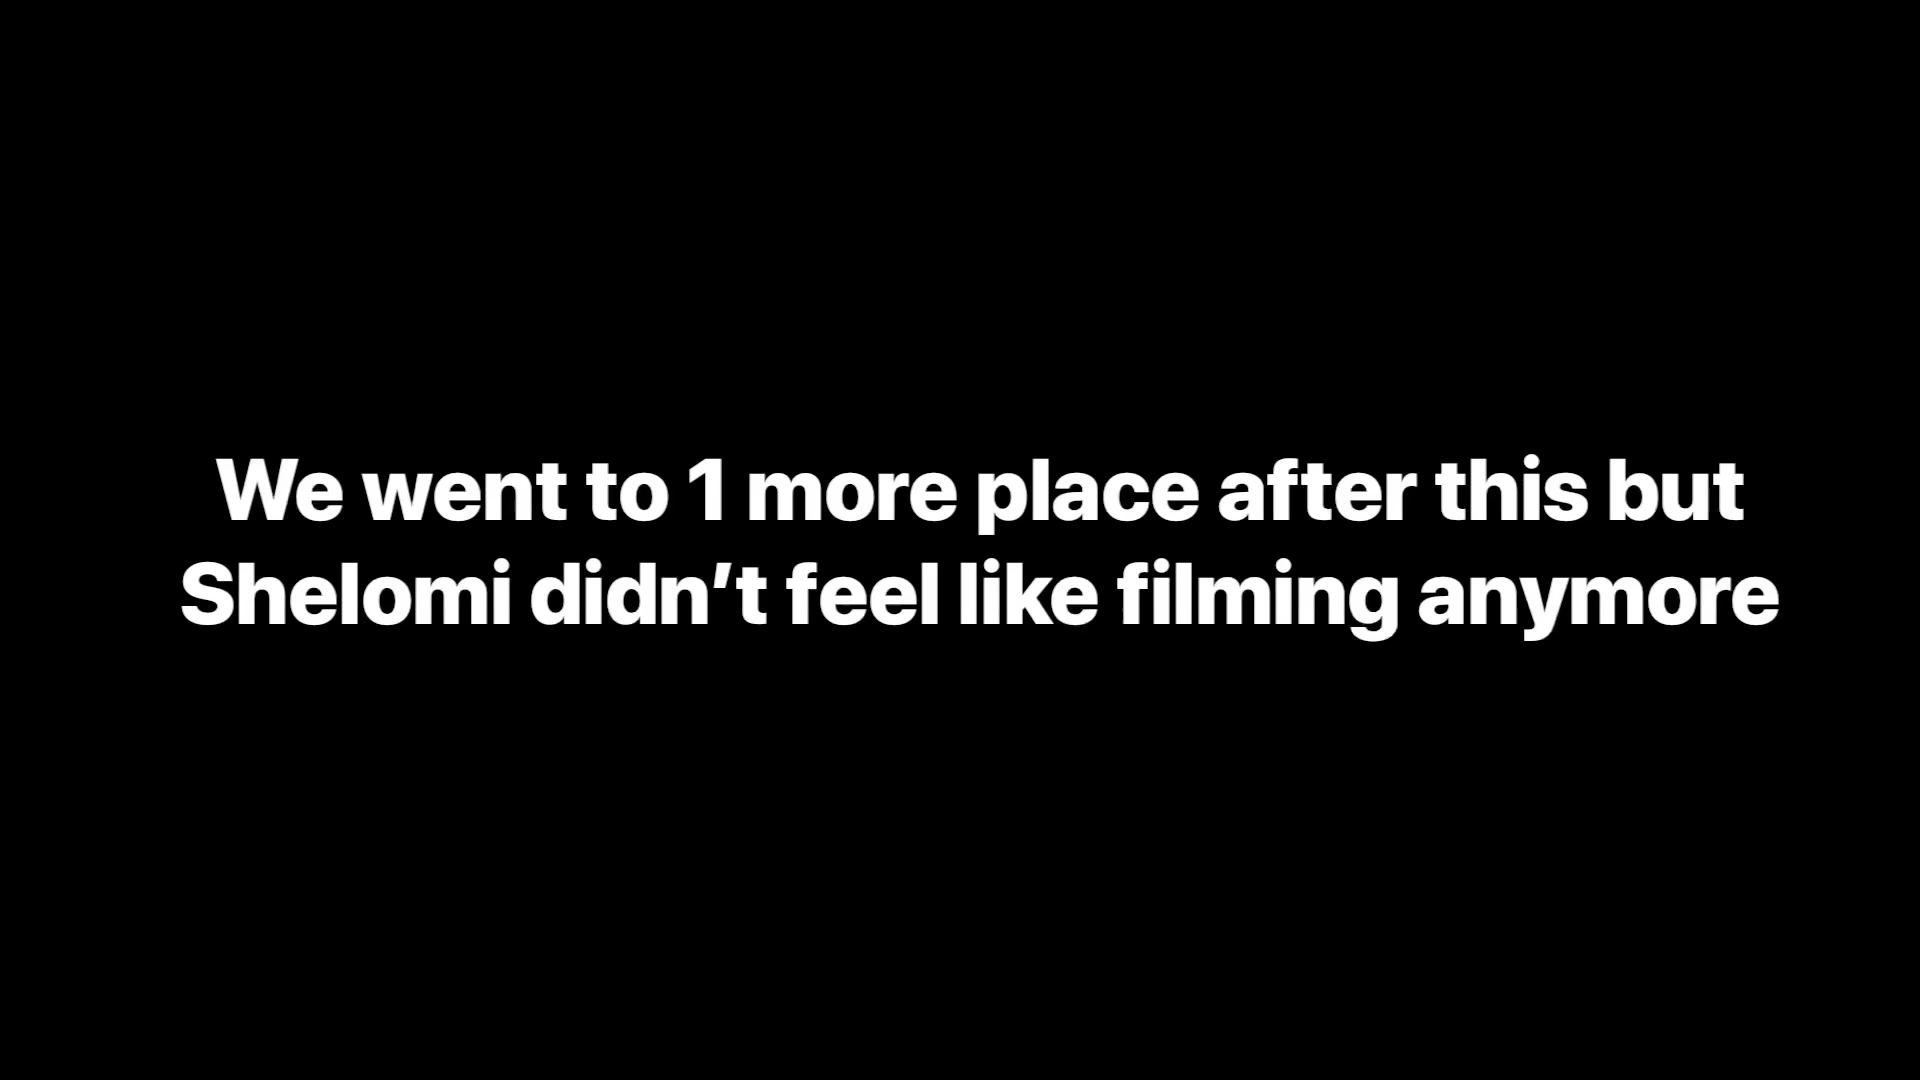 We went to 1 more place after this but
Shelomi didn’t feel like filming anymore